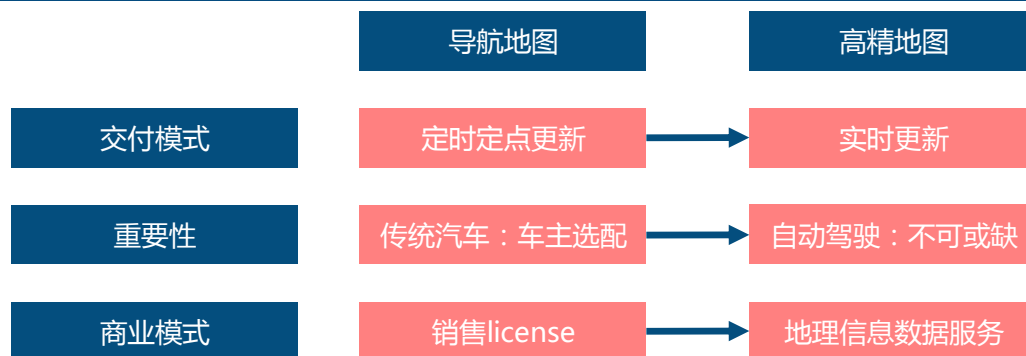 导航地图
高精地图
交付模式
定时定点更新
实时更新
重要性
传统汽车：车主选配
自动驾驶：不可或缺
商业模式
销售license
地理信息数据服务